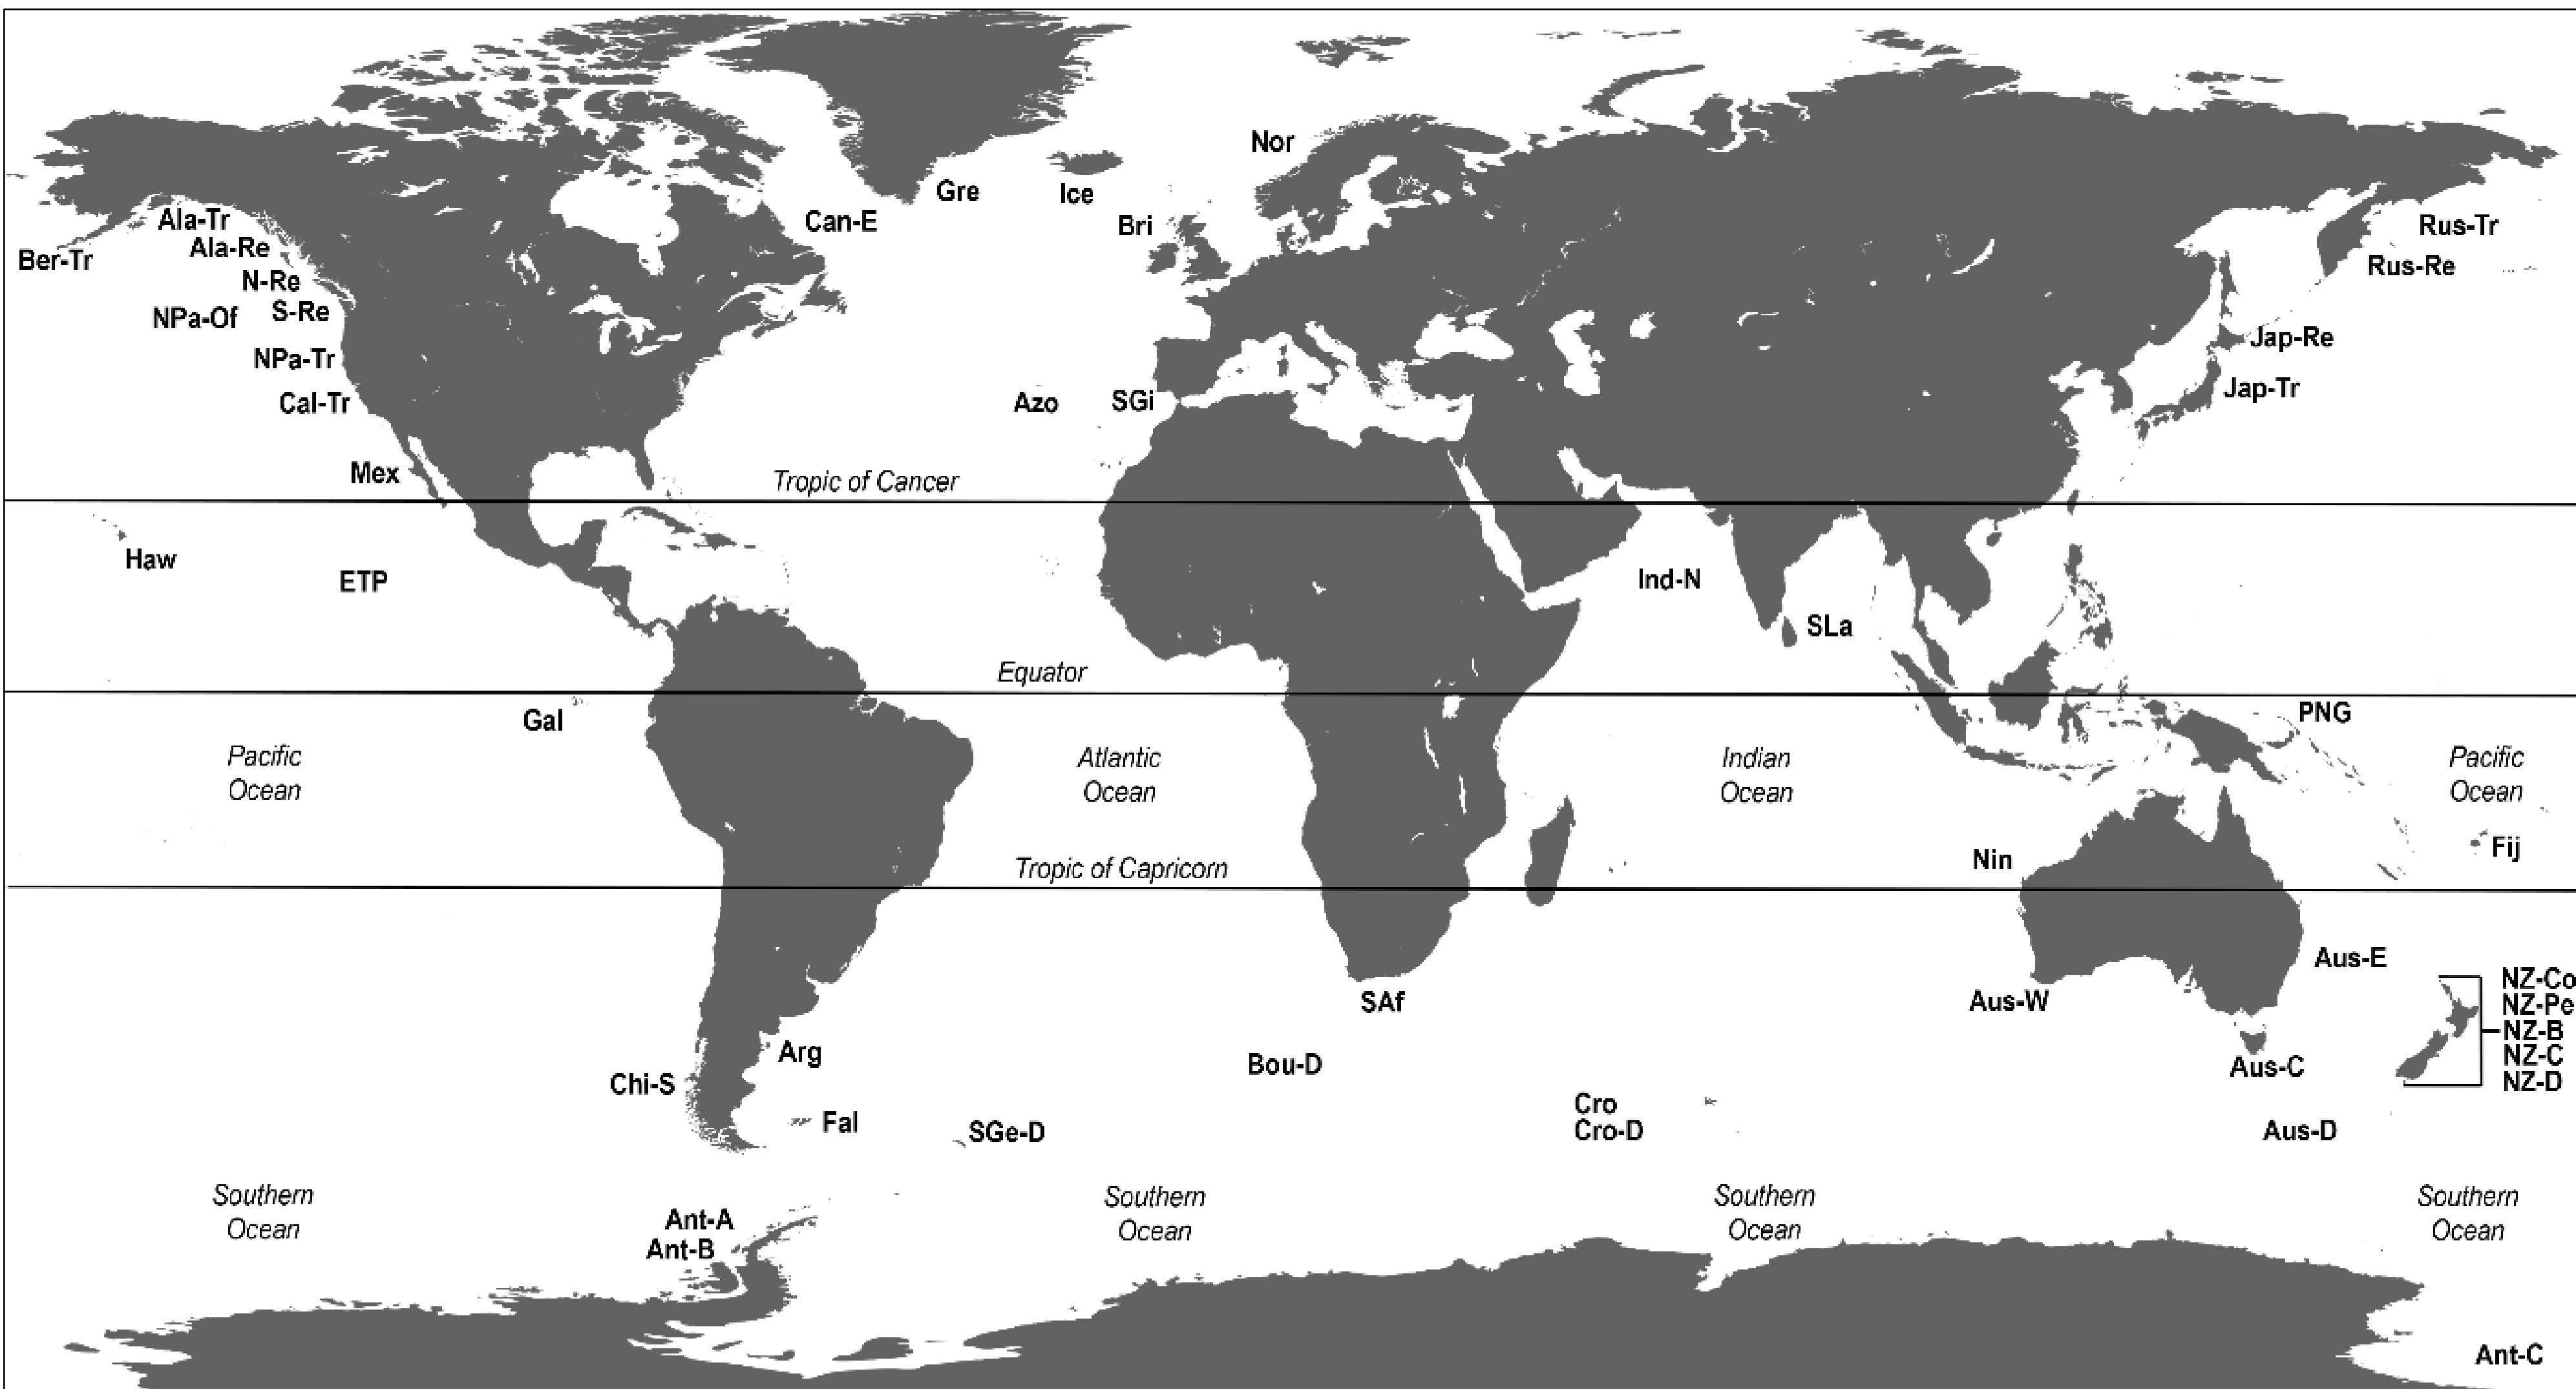 Nor
Gre
Ice
Can-E
Bri
Ala-Tr
Ala-Re
Ber-Tr
N-Re
NPa-Of
S-Re
NPa-Tr
Cal-Tr
Mex
Rus-Tr
Rus-Re
Jap-Re
Jap-Tr
Azo
SGi
Tropic of Cancer
Haw
ETP
Ind-N
SLa
Equator
Gal
PNG
Pacific
Ocean
Atlantic
Ocean
Indian
Ocean
Pacific
Ocean
Fij
Nin
Tropic of Capricorn
Aus-E
SAf
Aus-W
NZ-Co
NZ-Pe
NZ-B
NZ-C
NZ-D
Arg
Bou-D
Aus-C
Chi-S
Fal
SGe-D
Cro
Cro-D
Aus-D
Southern
Ocean
Southern
Ocean
Southern
Ocean
Southern
Ocean
Ant-A
Ant-B
Ant-C